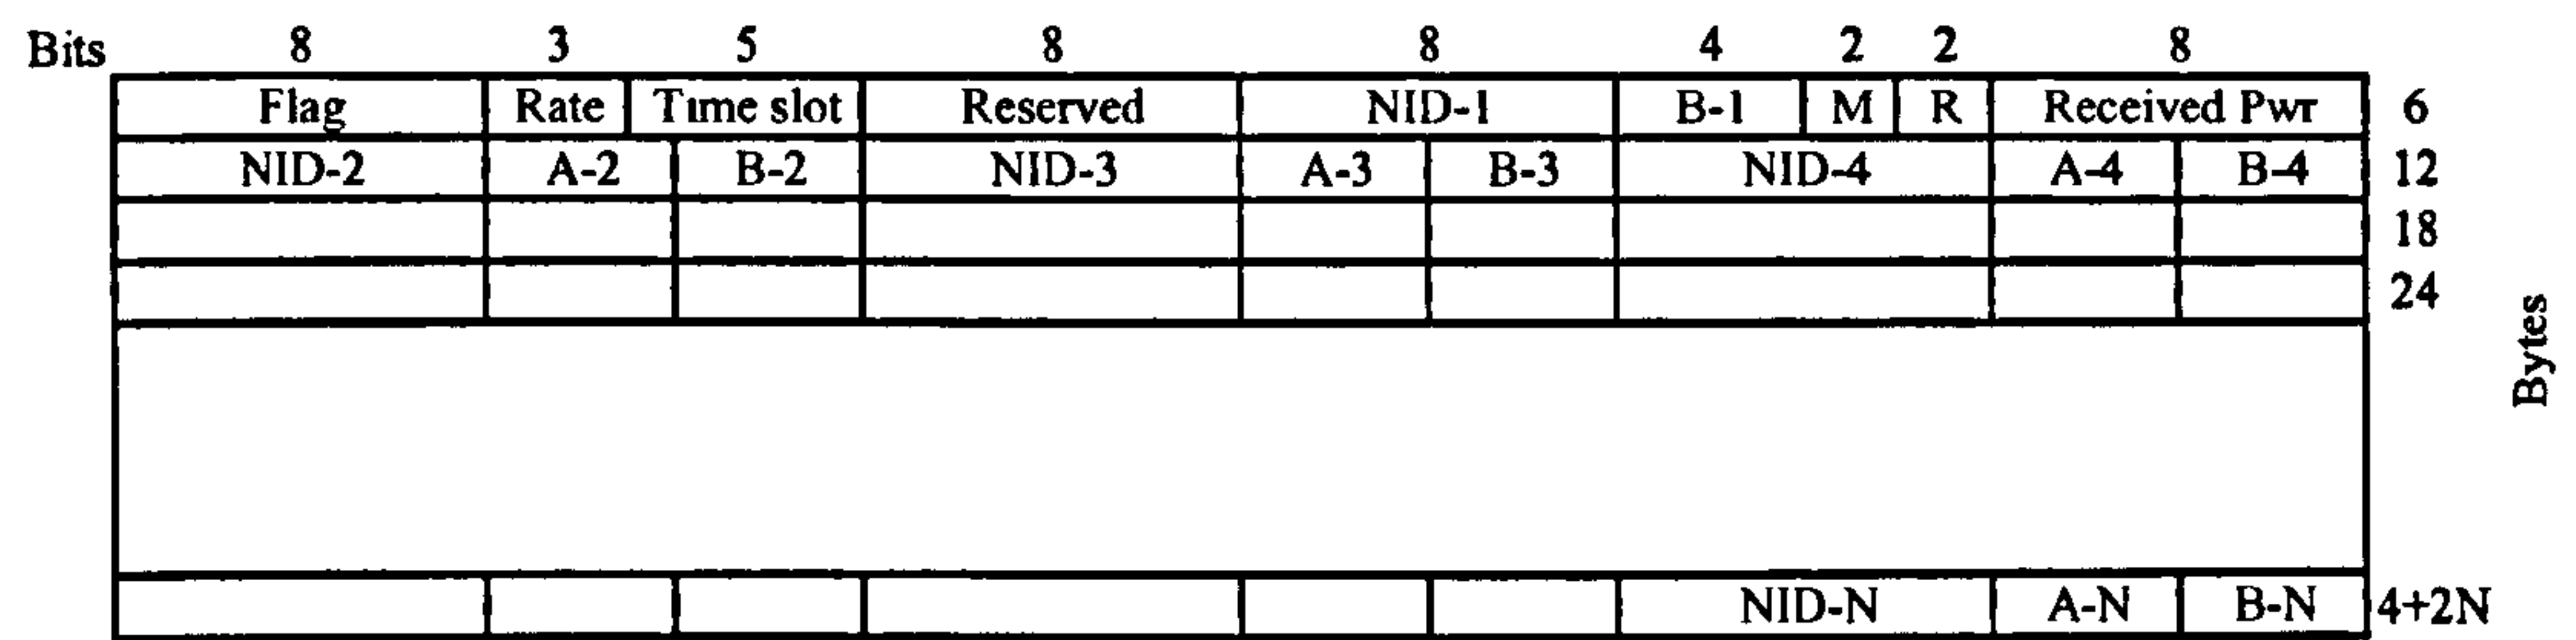 Bits 8 3 5 8 8 4 2 2 8
Flag Rate Time slot Reserved NID-1 B-1 M R Received Pwr 6
NID-2 A-2 B-2 NID-3 A-3 B-3 NID-4 A-4 B-4 12
18
24
Bytes
NID-N A-N B-N 4+2N